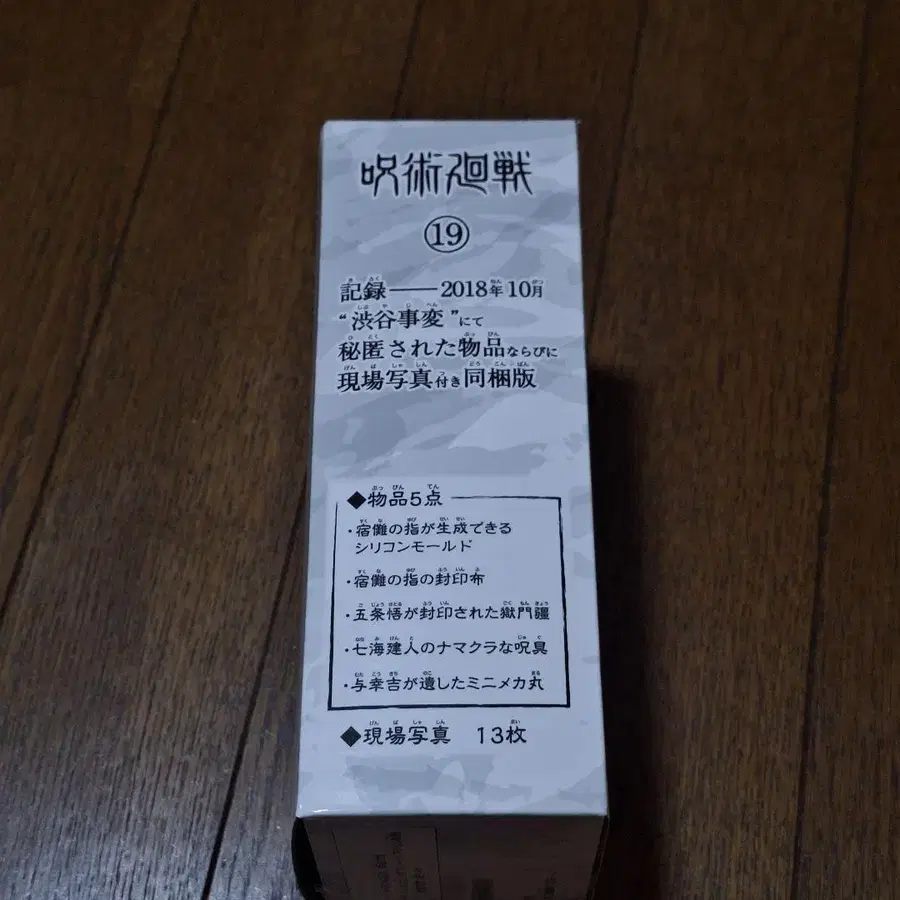 呪術廻戦
⑲
記録――2018年10月
“渋谷事変”にて
秘匿された物品ならびに
現場写真付き同梱版
◆物品5点
・宿儺の指が生成できる
シリコンモールド
・宿儺の指の封印布
・五条悟が封印された獄門疆
・七海建人のナマクラな呪具
・与幸吉が遺したミニメカ丸
◆現場写真 13枚